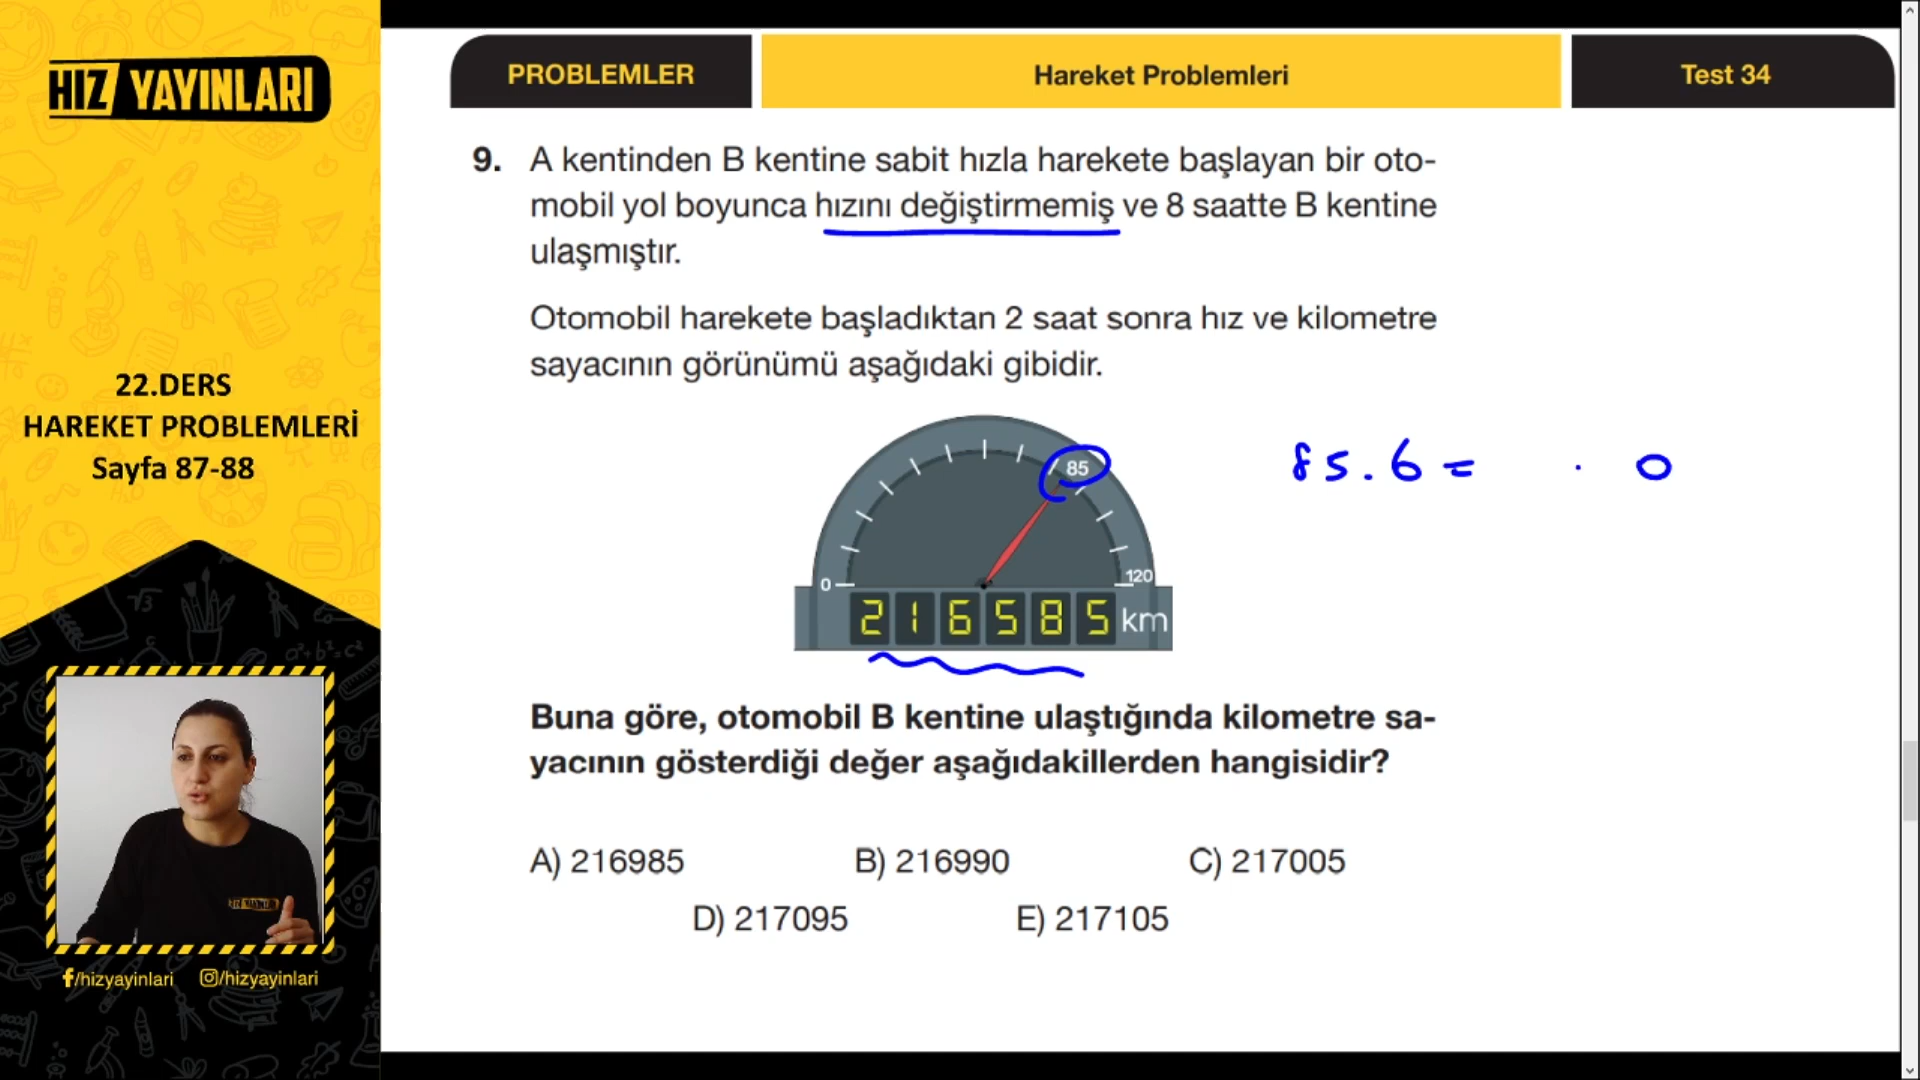 HIZ YAYINLARI
22.DERS
HAREKET PROBLEMLERİ
Sayfa 87-88
/hizyayinlari
/hizyayinlari
PROBLEMLER
Hareket Problemleri
Test 34
9. A kentinden B kentine sabit hızla harekete başlayan bir oto-
mobil yol boyunca hızını değiştirmemiş ve 8 saatte B kentine
ulaşmıştır.
Otomobil harekete başladıktan 2 saat sonra hız ve kilometre
sayacının görünümü aşağıdaki gibidir.
85
0
120
216585 km
85.6 = . 0
Buna göre, otomobil B kentine ulaştığında kilometre sa-
yacının gösterdiği değer aşağıdakillerden hangisidir?
A) 216985 B) 216990 C) 217005
D) 217095 E) 217105